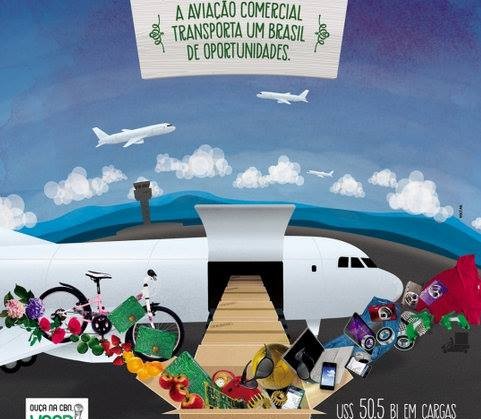 A AVIAÇÃO COMERCIAL
TRANSPORTA UM BRASIL
DE OPORTUNIDADES.
OUÇA NA CBN
US$ 50.5 BI EM CARGAS